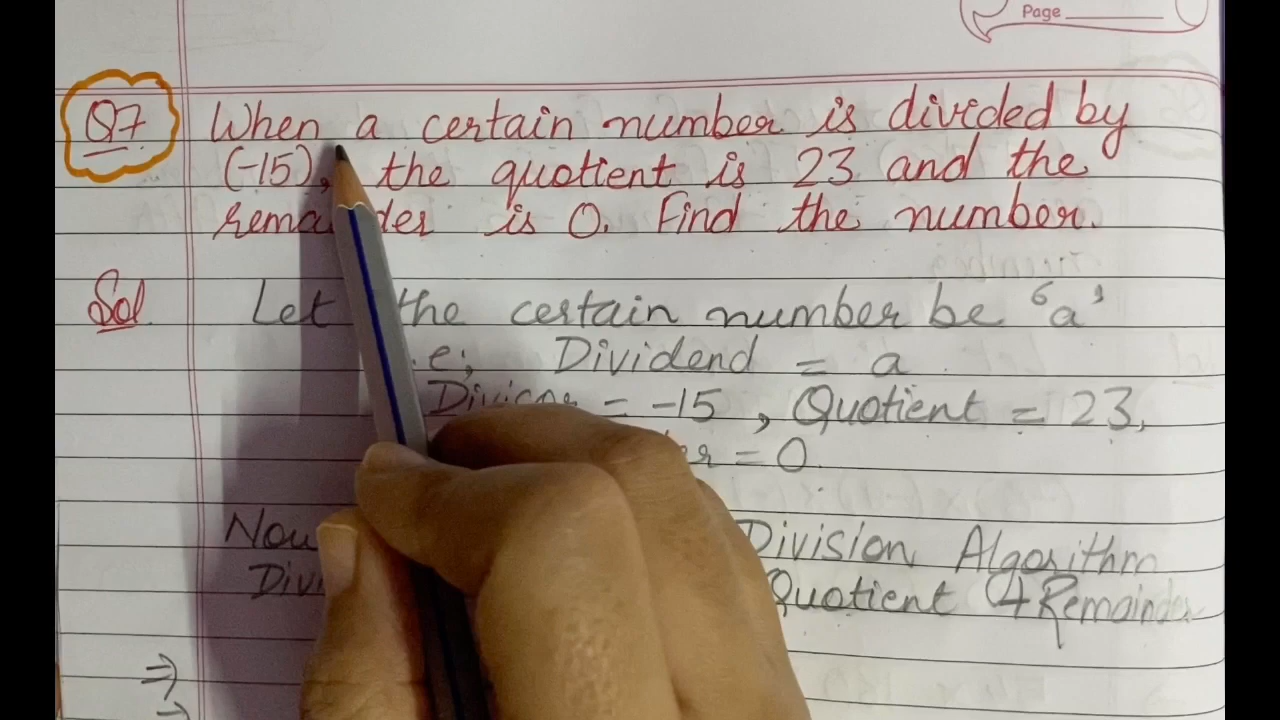 Page
Q7 When a certain number is divided by
(-15), the quotient is 23 and the
is 0. Find the number.
Sol. Let the certain number be 'a'
Dividend = a
Divisor = -15, Quotient = 23,
= 0.
Division Algorithm
Quotient + Remainder
⇒